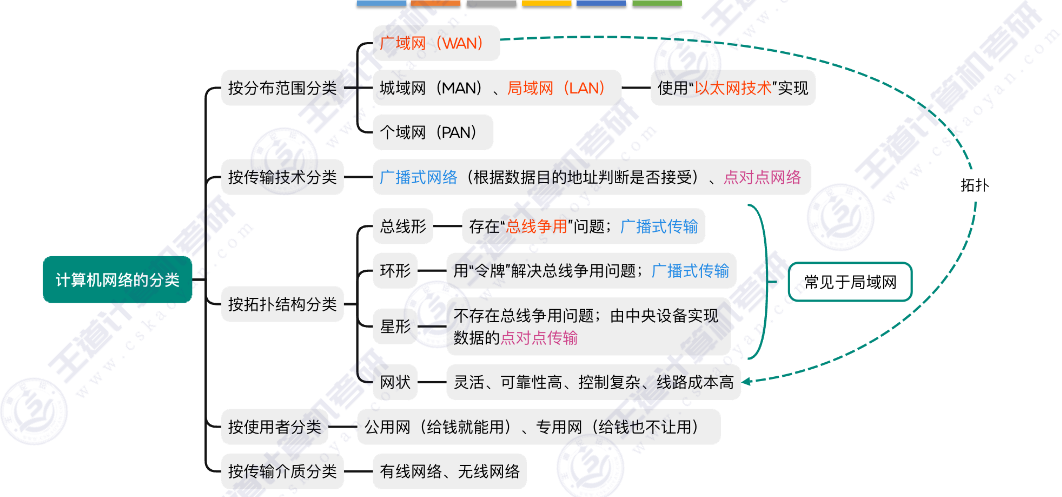 广域网（WAN）
按分布范围分类
城域网（MAN）、局域网（LAN）
使用“以太网技术”实现
个域网（PAN）
拓扑
按传输技术分类
广播式网络（根据数据目的地址判断是否接受）、点对点网络
计算机网络的分类
按拓扑结构分类
总线形
存在“总线争用”问题；广播式传输
环形
用“令牌”解决总线争用问题；广播式传输
常见于局域网
星形
不存在总线争用问题；由中央设备实现
数据的点对点传输
网状
灵活、可靠性高、控制复杂、线路成本高
按使用者分类
公用网（给钱就能用）、专用网（给钱也不让用）
按传输介质分类
有线网络、无线网络
王道计算机考研
www.cskaoyan.com